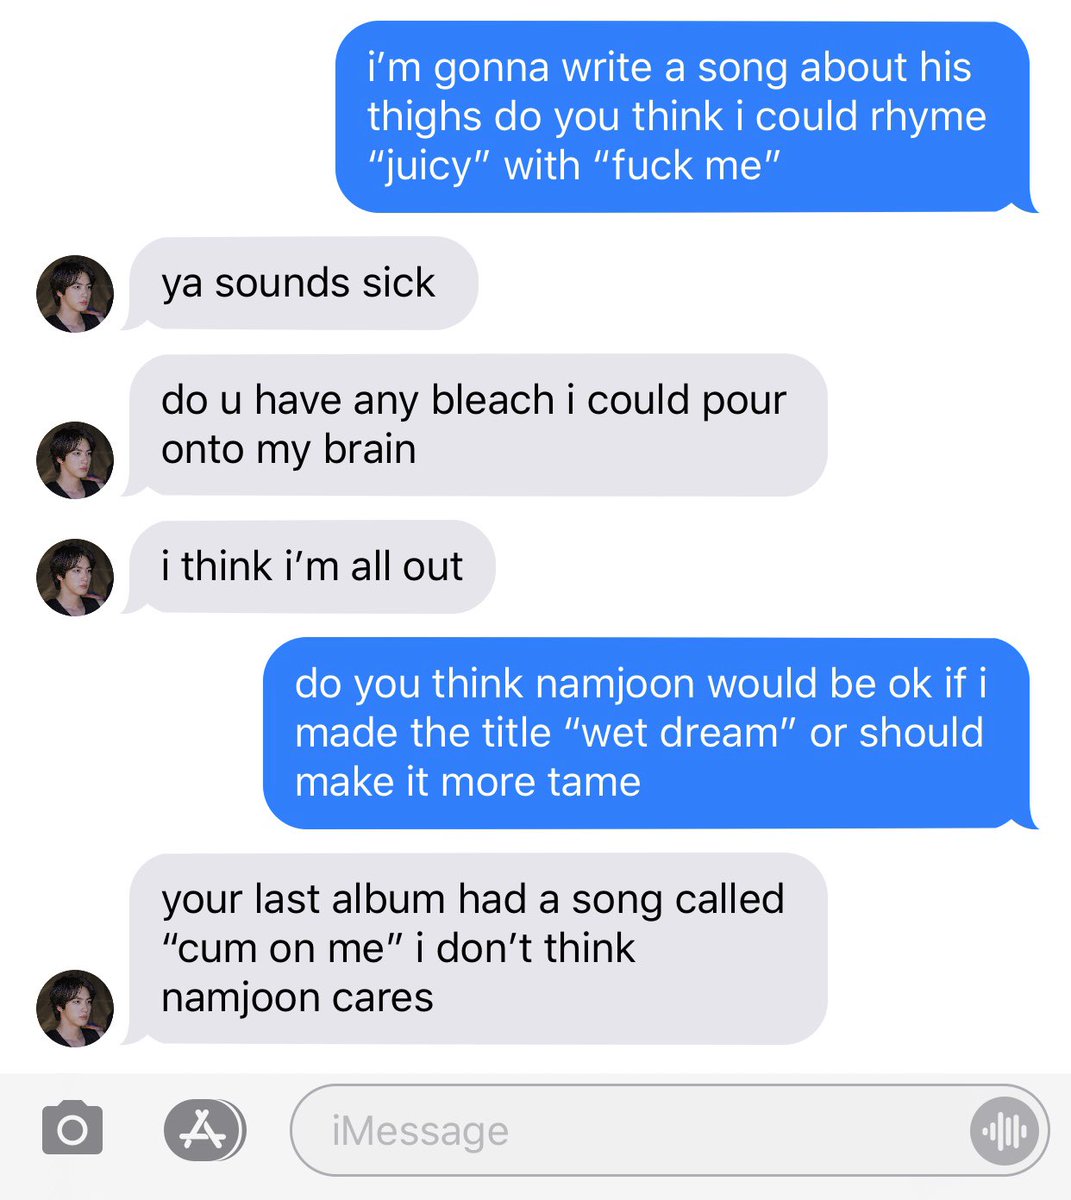 i’m gonna write a song about his
thighs do you think i could rhyme
“juicy” with “fuck me”
ya sounds sick
do u have any bleach i could pour
onto my brain
i think i’m all out
do you think namjoon would be ok if i
made the title “wet dream” or should
make it more tame
your last album had a song called
“cum on me” i don’t think
namjoon cares
iMessage